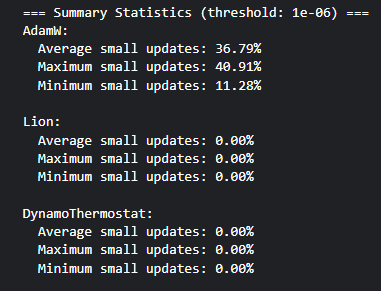 === Summary Statistics (threshold: 1e-06) ===
AdamW:
Average small updates: 36.79%
Maximum small updates: 40.91%
Minimum small updates: 11.28%
Lion:
Average small updates: 0.00%
Maximum small updates: 0.00%
Minimum small updates: 0.00%
DynamoThermostat:
Average small updates: 0.00%
Maximum small updates: 0.00%
Minimum small updates: 0.00%